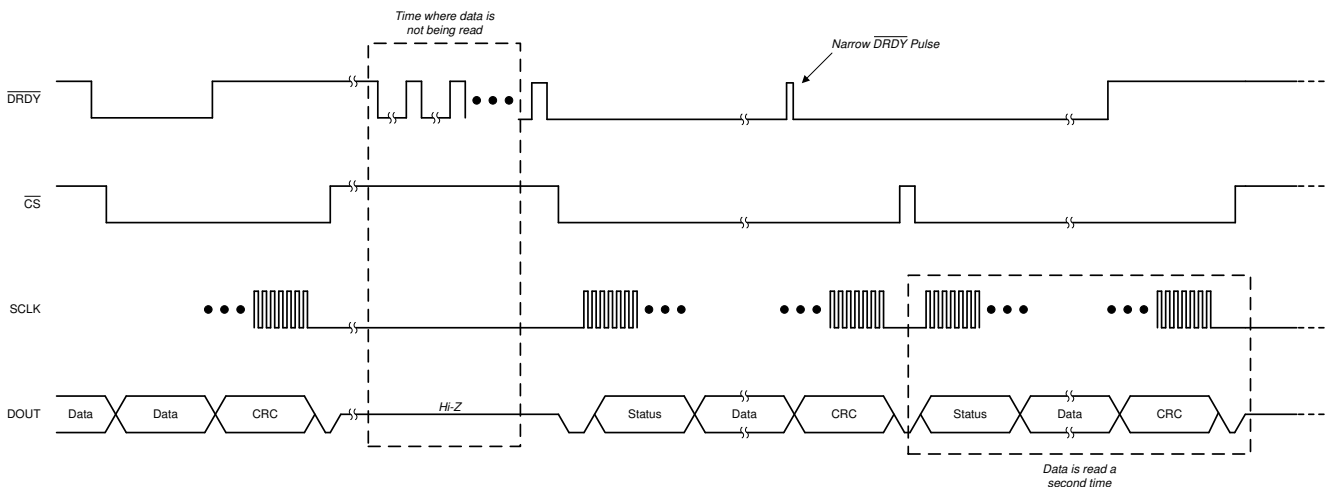 Time where data is
not being read
Narrow DRDY Pulse
DRDY
CS
SCLK
DOUT
Data
Data
CRC
Hi-Z
Status
Data
CRC
Status
Data
CRC
Data is read a
second time